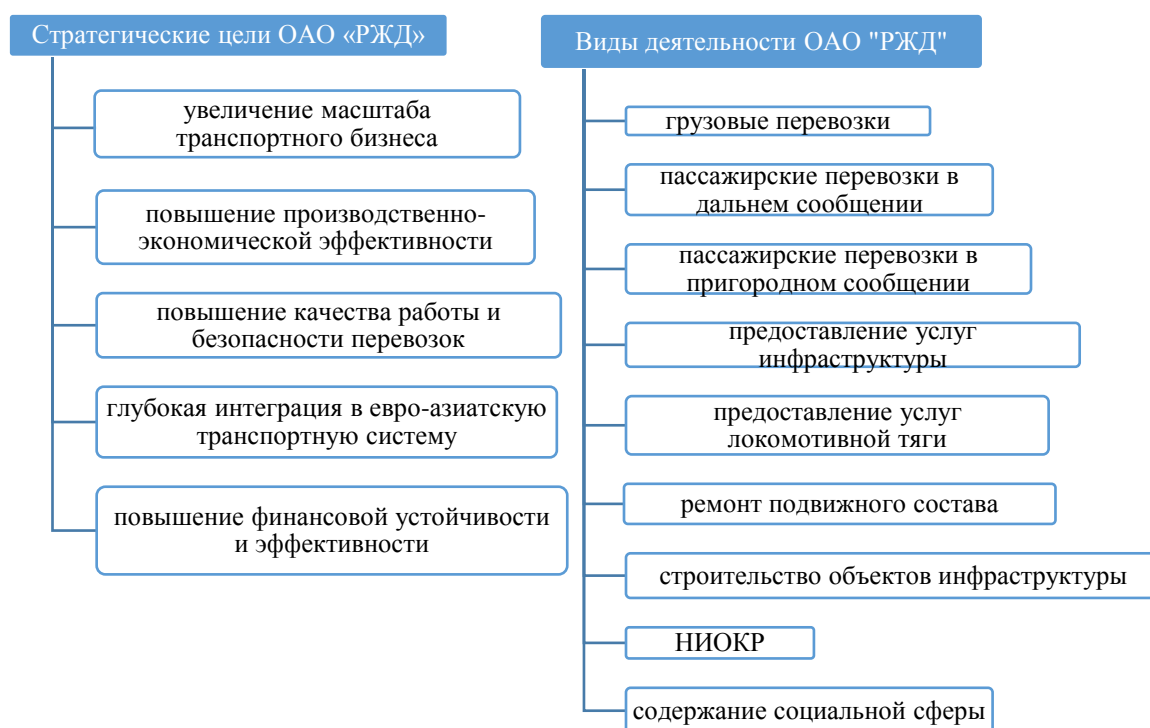 Стратегические цели ОАО «РЖД»
увеличение масштаба
транспортного бизнеса
повышение производственно-
экономической эффективности
повышение качества работы и
безопасности перевозок
глубокая интеграция в евро-азиатскую
транспортную систему
повышение финансовой устойчивости
и эффективности
Виды деятельности ОАО "РЖД"
грузовые перевозки
пассажирские перевозки в
дальнем сообщении
пассажирские перевозки в
пригородном сообщении
предоставление услуг
инфраструктуры
предоставление услуг
локомотивной тяги
ремонт подвижного состава
строительство объектов инфраструктуры
НИОКР
содержание социальной сферы